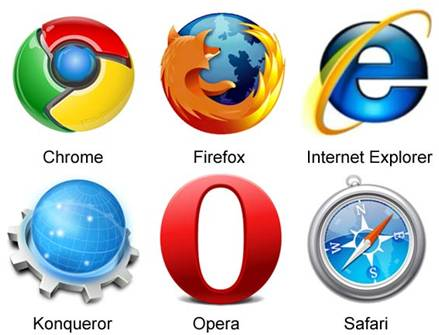 Chrome
Firefox
Internet Explorer
N
B
S
Konqueror
Opera
Safari